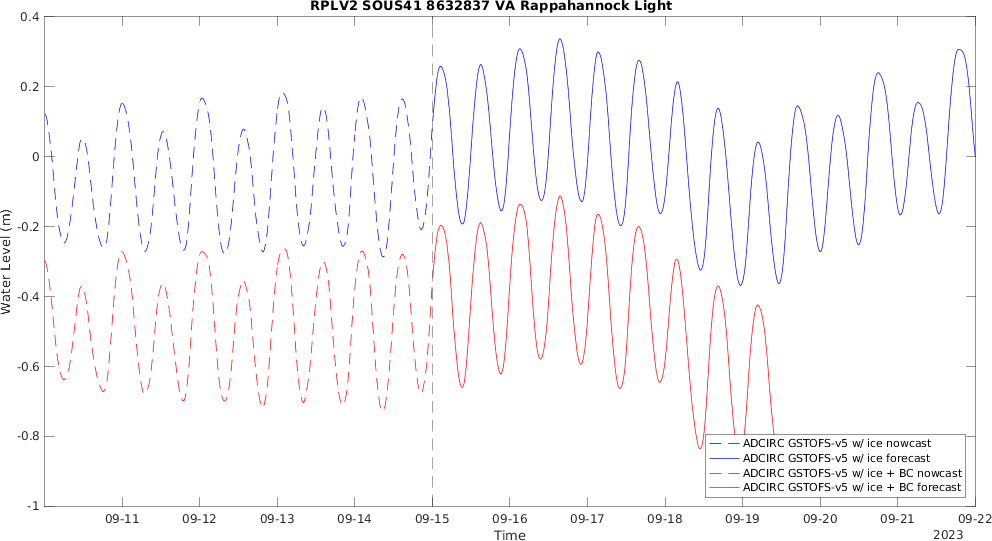 RPLV2 SOUS41 8632837 VA Rappahannock Light
0.4
0.2
0
-0.2
-0.4
-0.6
-0.8
-1
Water Level (m)
ADCIRC GSTOFS-v5 w/ ice nowcast
ADCIRC GSTOFS-v5 w/ ice forecast
ADCIRC GSTOFS-v5 w/ ice + BC nowcast
ADCIRC GSTOFS-v5 w/ ice + BC forecast
09-11 09-12 09-13 09-14 09-15 09-16 09-17 09-18 09-19 09-20 09-21 09-22
Time
2023